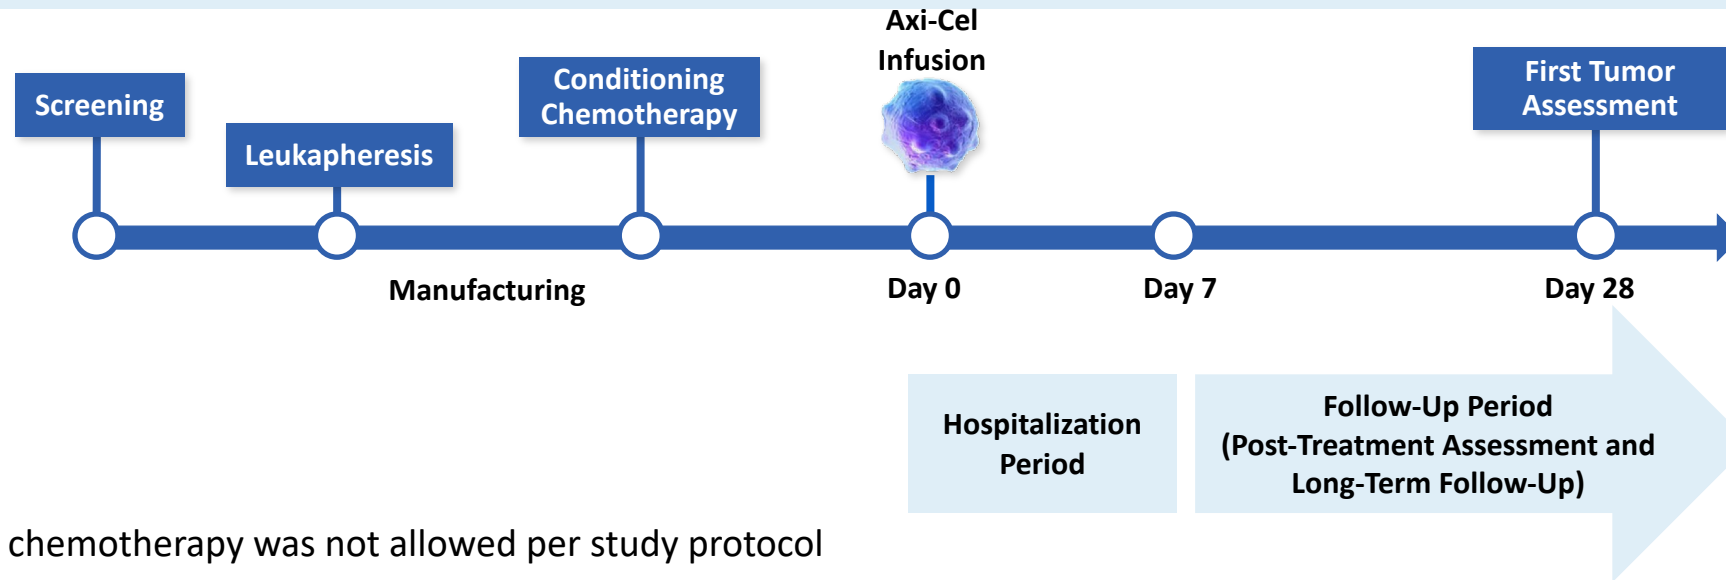 Axi-Cel
Infusion
Screening
Leukapheresis
Conditioning
Chemotherapy
First Tumor
Assessment
Manufacturing
Day 0
Day 7
Day 28
Hospitalization
Period
Follow-Up Period
(Post-Treatment Assessment and
Long-Term Follow-Up)
chemotherapy was not allowed per study protocol